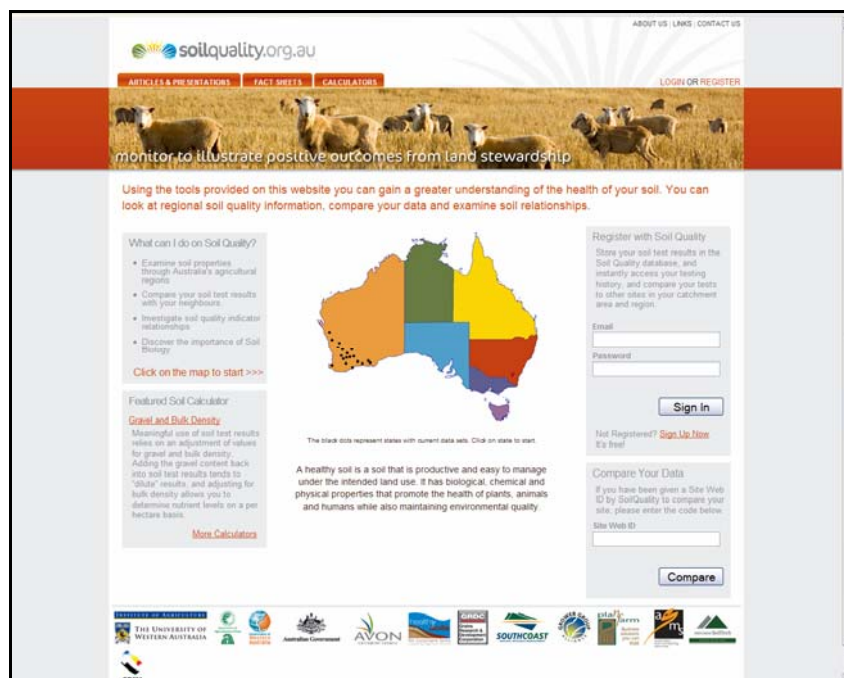 ABOUT US | LINKS | CONTACT US
soilquality.org.au
ARTICLES & PRESENTATIONS
FACT SHEETS
CALCULATORS
LOGIN OR REGISTER
monitor to illustrate positive outcomes from land stewardship
Using the tools provided on this website you can gain a greater understanding of the health of your soil. You can
look at regional soil quality information, compare your data and examine soil relationships.
What can I do on Soil Quality?
• Examine soil properties
through Australia's agricultural
regions
• Compare your soil test results
with your neighbours
• Investigate soil quality indicator
relationships
• Discover the importance of Soil
Biology
Click on the map to start >>>
Featured Soil Calculator
Gravel and Bulk Density
Meaningful use of soil test results
relies on an adjustment of values
for gravel and bulk density.
Adding the gravel content back
into soil test results tends to
"dilute" results, and adjusting for
bulk density allows you to
determine nutrient levels on a per
hectare basis.
More Calculators
The black dots represent states with current data sets. Click on state to start.
A healthy soil is a soil that is productive and easy to manage
under the intended land use. It has biological, chemical and
physical properties that promote the health of plants, animals
and humans while also maintaining environmental quality.
Register with Soil Quality
Store your soil test results in the
Soil Quality database, and
instantly access your testing
history, and compare your tests
to other sites in your catchment
area and region.
Email
Password
Sign In
Not Registered? Sign Up Now
It's free!
Compare Your Data
If you have been given a Site Web
ID by SoilQuality to compare your
site, please enter the code below.
Site Web ID
Compare
INSTITUTE OF AGRICULTURE
THE UNIVERSITY OF
WESTERN AUSTRALIA
Australian Government
AVON
GRDC
Grains
Research &
Development
Corporation
SOUTHCOAST